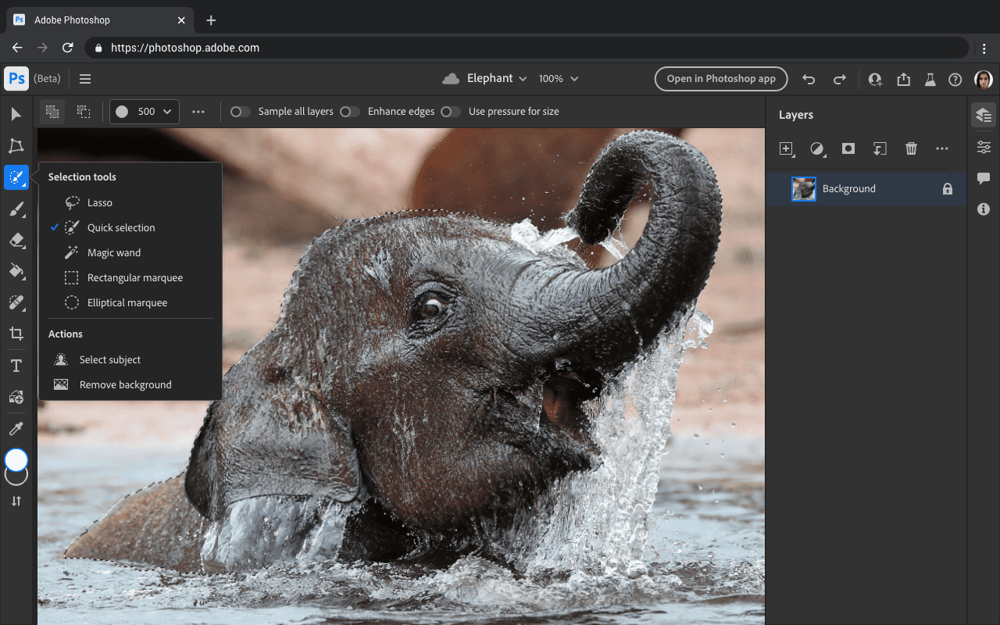 Ps Adobe Photoshop
https://photoshop.adobe.com
Ps (Beta) Elephant 100% Open in Photoshop app
500 Sample all layers Enhance edges Use pressure for size
Layers
Background
Selection tools
Lasso
Quick selection
Magic wand
Rectangular marquee
Elliptical marquee
Actions
Select subject
Remove background